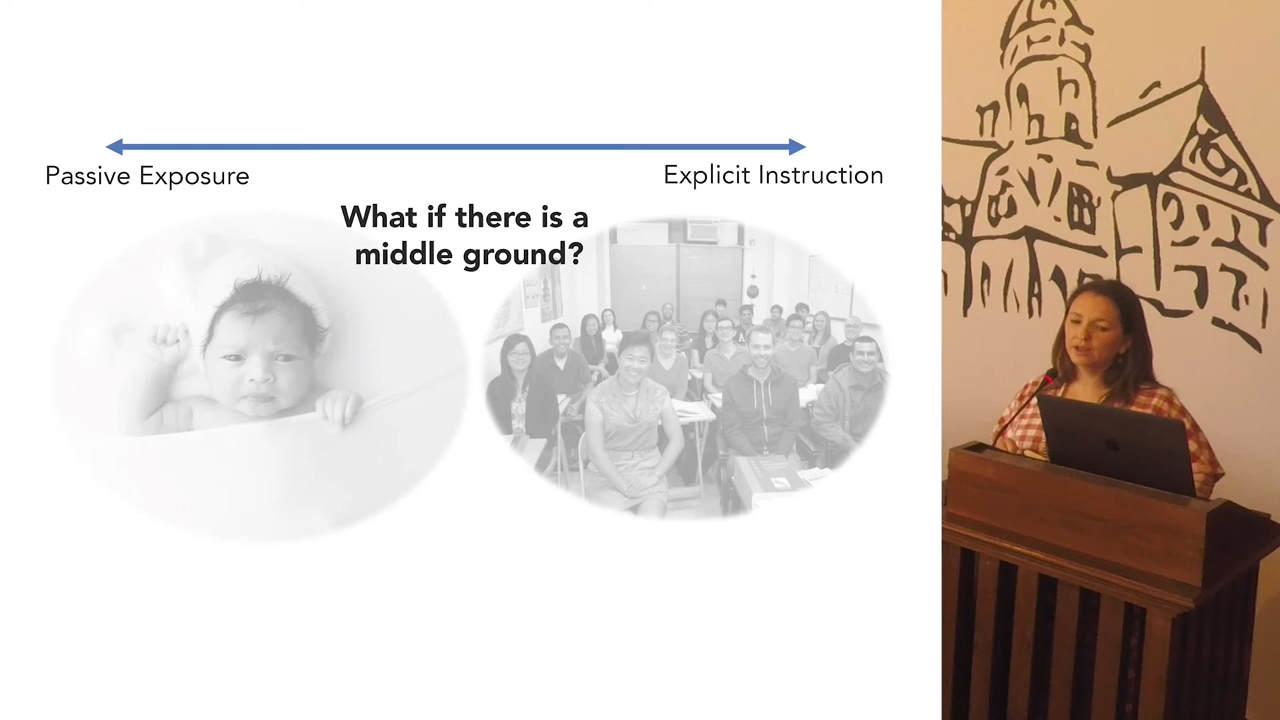 Passive Exposure
Explicit Instruction
What if there is a
middle ground?